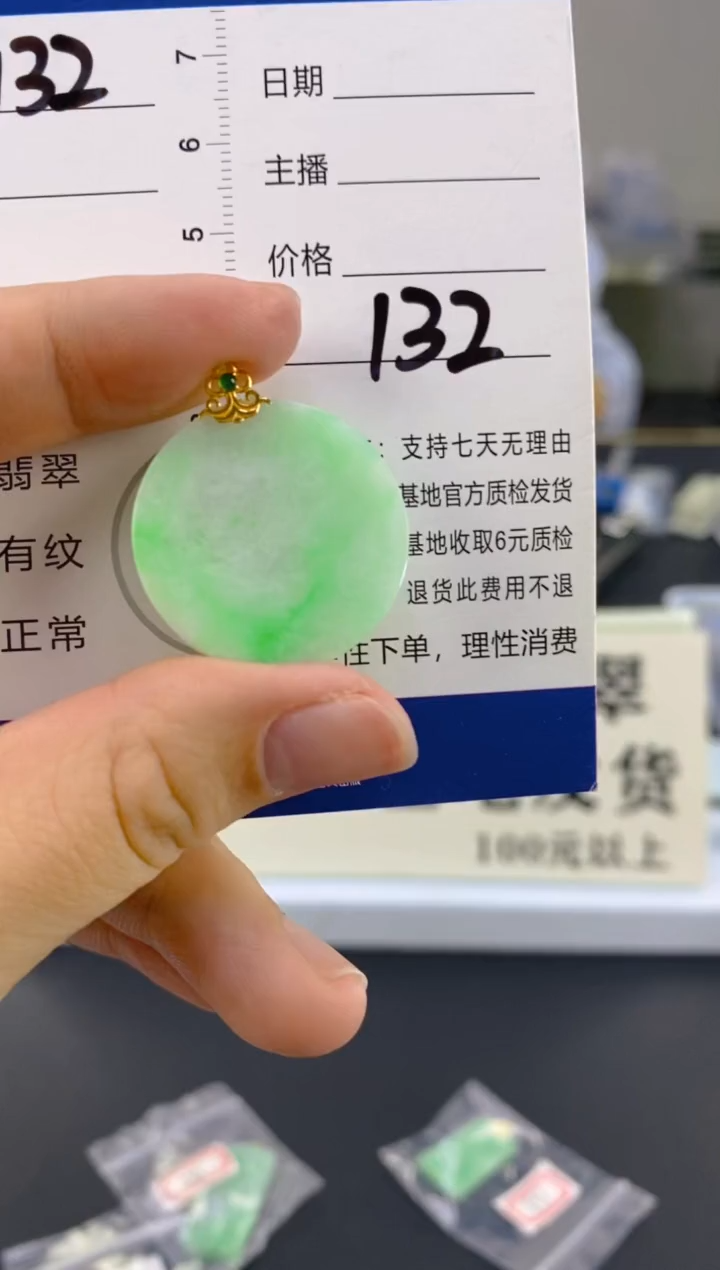 132
7
6
5
日期
主播
价格
132
翡翠
有纹
正常
：支持七天无理由
基地官方质检发货
基地收取6元质检
退货此费用不退
性下单，理性消费
翠
发货
100元以上